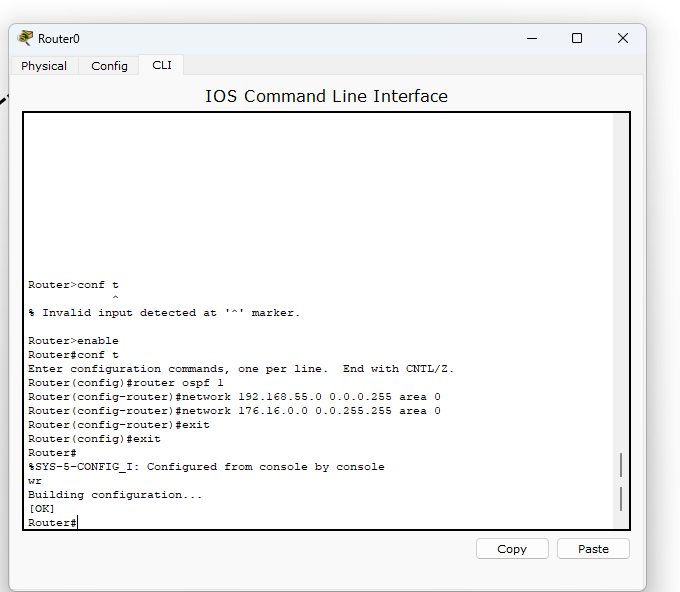 Router0
Physical Config CLI
IOS Command Line Interface
Router>conf t
^
% Invalid input detected at '^' marker.
Router>enable
Router#conf t
Enter configuration commands, one per line.  End with CNTL/Z.
Router(config)#router ospf 1
Router(config-router)#network 192.168.55.0 0.0.0.255 area 0
Router(config-router)#network 176.16.0.0 0.0.255.255 area 0
Router(config-router)#exit
Router(config)#exit
Router#
%SYS-5-CONFIG_I: Configured from console by console
wr
Building configuration...
[OK]
Router#
Copy Paste